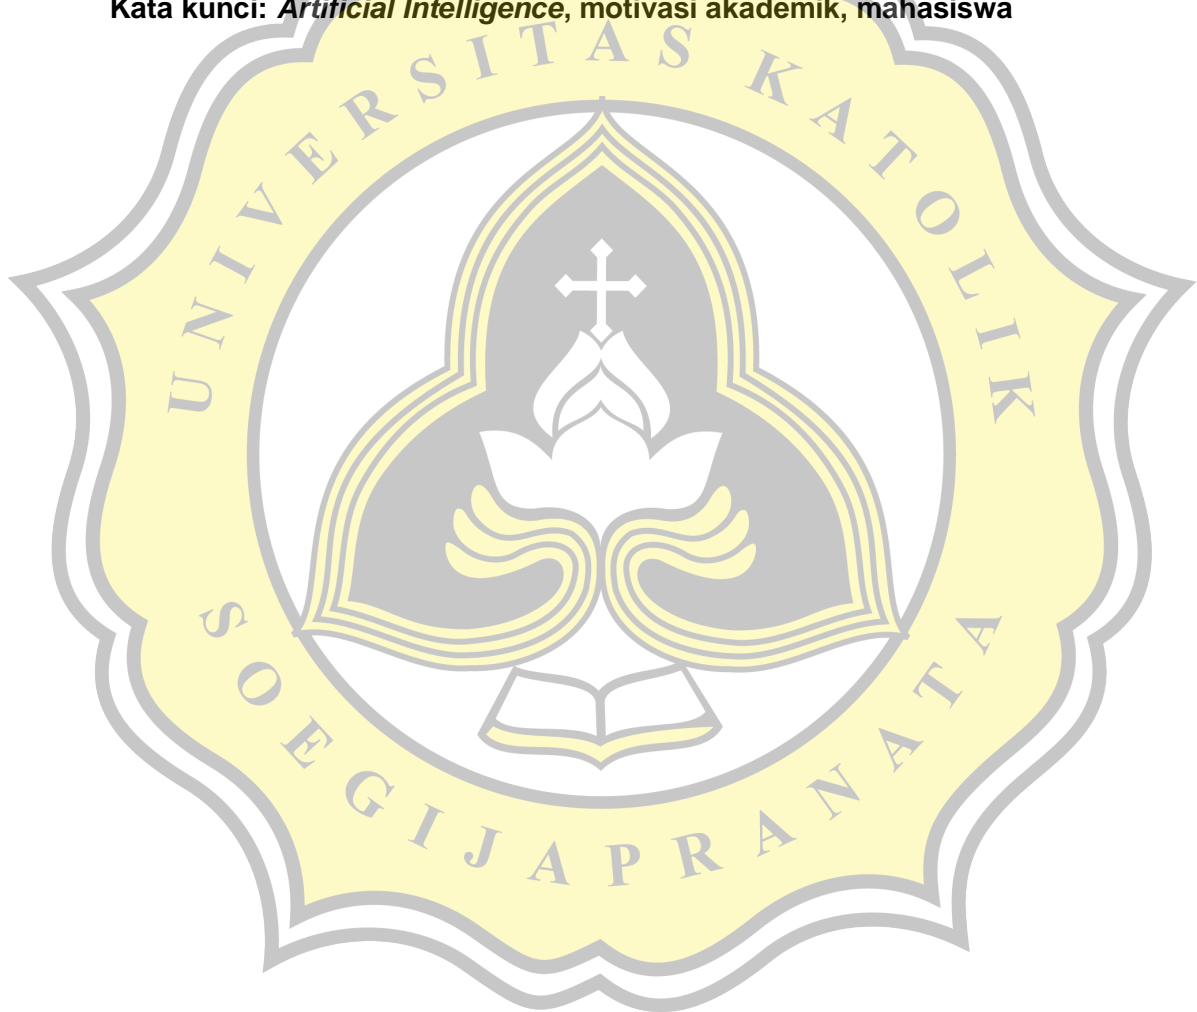 Kata kunci: Artificial Intelligence, motivasi akademik, mahasiswa
UNIVERSITAS KATOLIK
SOEGIJAPRANATA